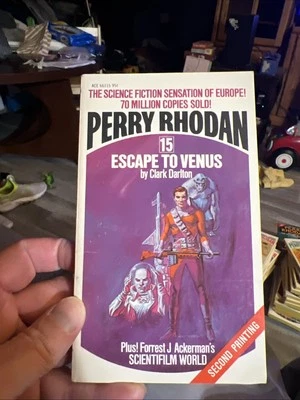 THE SCIENCE FICTION SENSATION OF EUROPE!
70 MILLION COPIES SOLD!
PERRY RHODAN
15
ESCAPE TO VENUS
by Clark Darlton
Plus! Forrest J Ackerman's
SCIENTIFILM WORLD
SECOND PRINTING